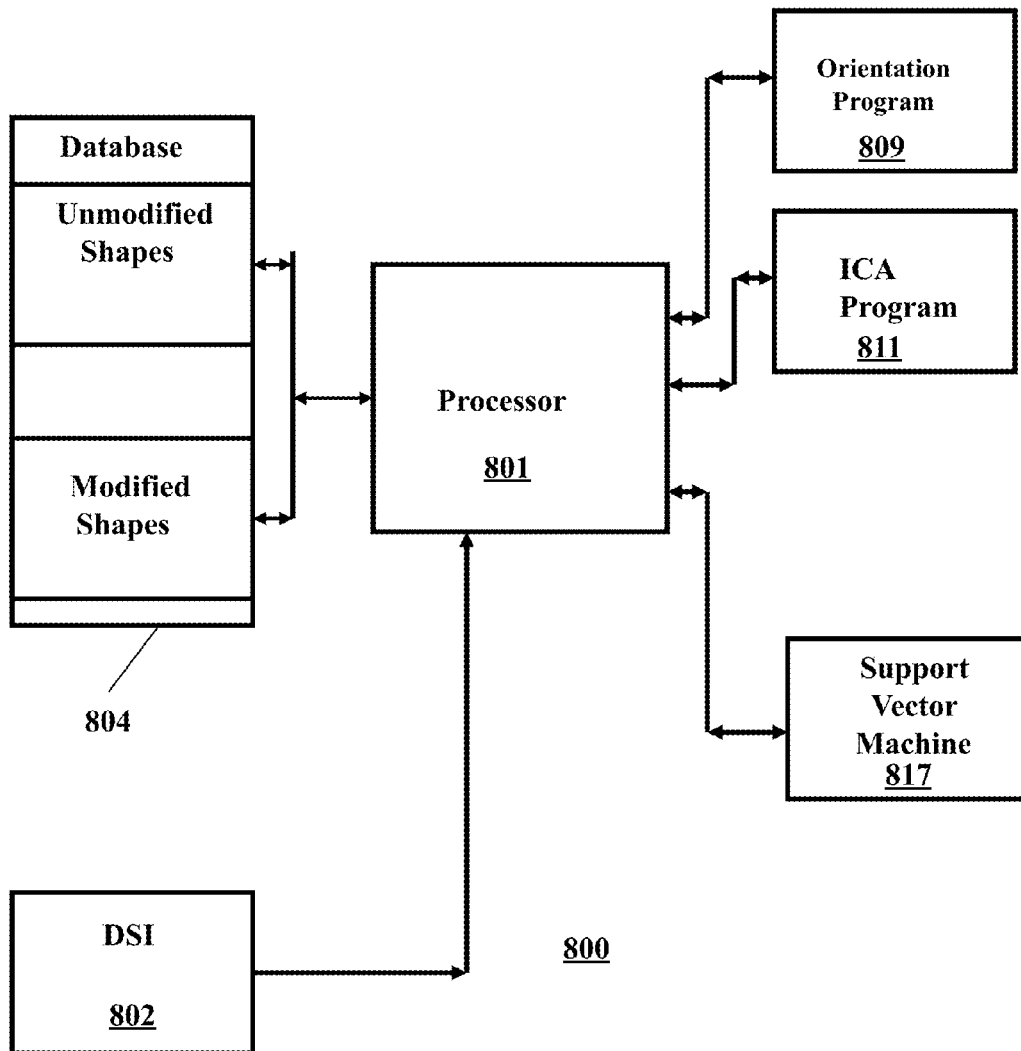 Database
Unmodified
Shapes
Modified
Shapes
804
DSI
802
Processor
801
800
Orientation
Program
809
ICA
Program
811
Support
Vector
Machine
817